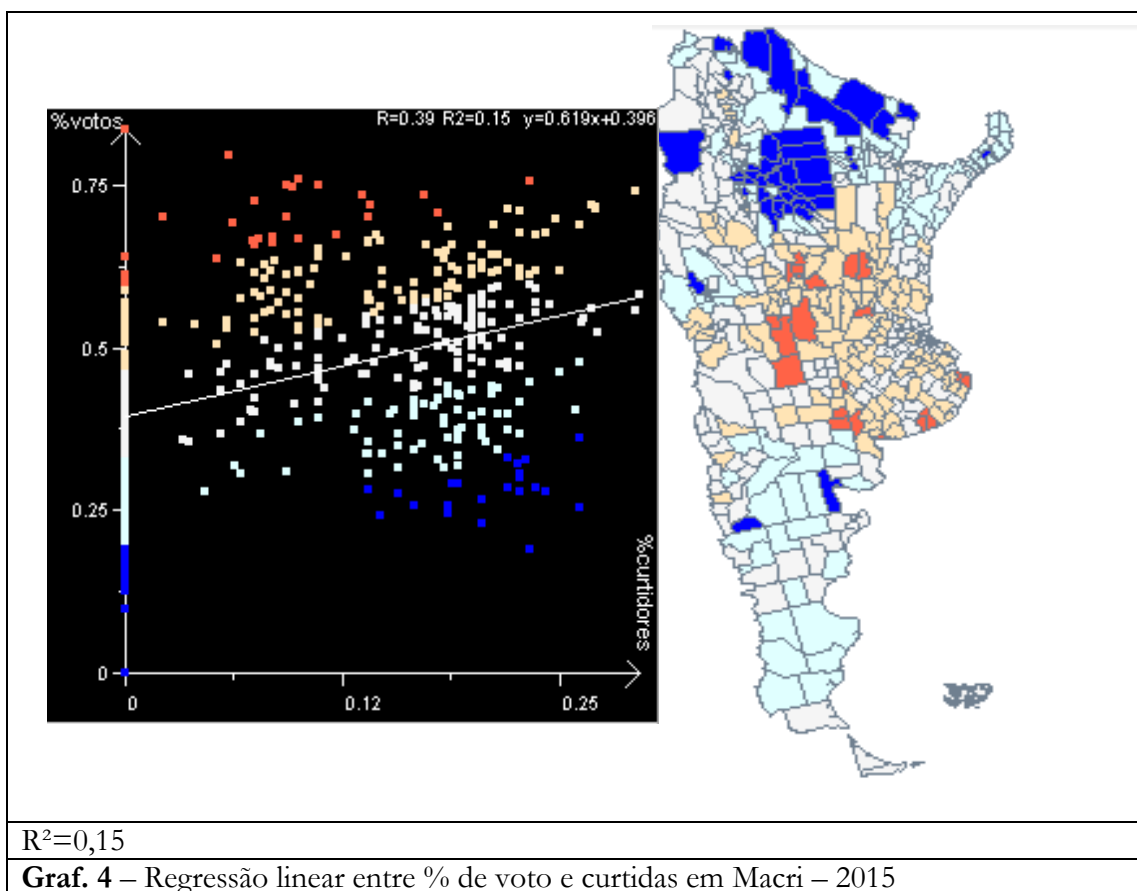 %votos
R=0.39 R2=0.15 y=0.619x+0.396
0.75
0.5
0.25
0
%curtidores
0
0.12
0.25
R²=0,15
Graf. 4 – Regressão linear entre % de voto e curtidas em Macri – 2015